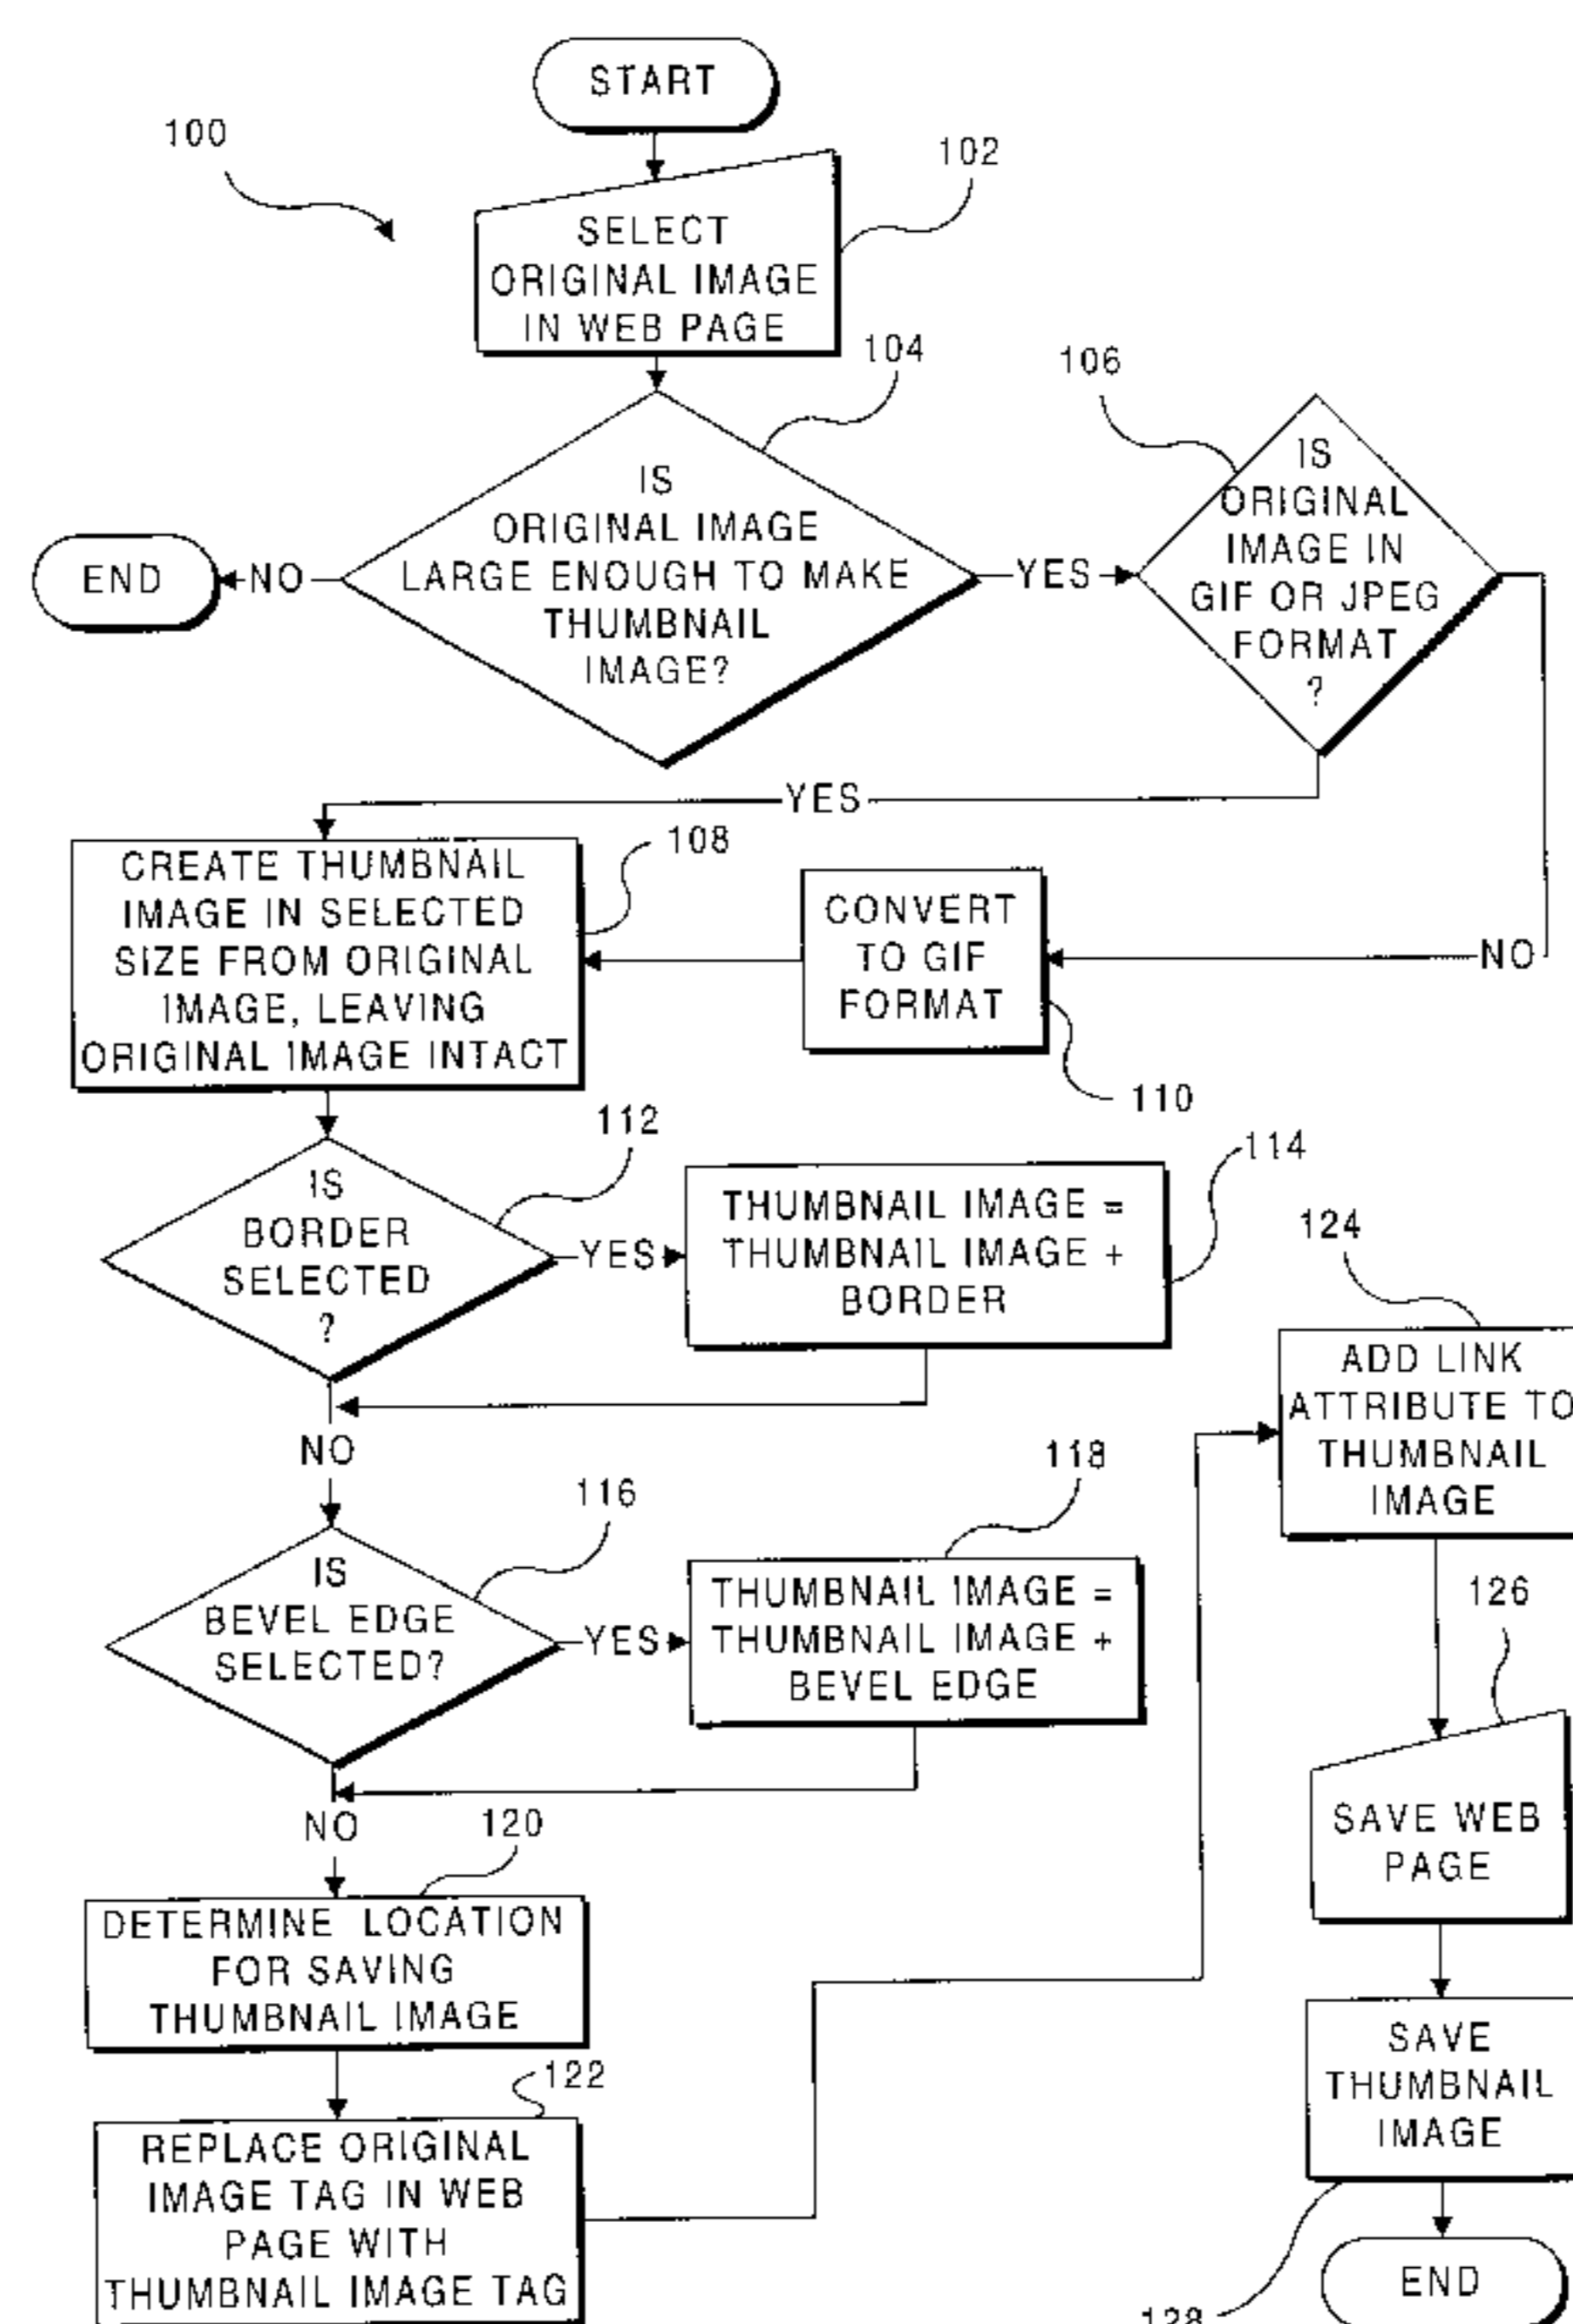 START
100
102
SELECT
ORIGINAL IMAGE
IN WEB PAGE
104
106
IS
ORIGINAL IMAGE
LARGE ENOUGH TO MAKE
THUMBNAIL
IMAGE?
NO
END
YES
IS
ORIGINAL
IMAGE IN
GIF OR JPEG
FORMAT
?
YES
NO
108
CREATE THUMBNAIL
IMAGE IN SELECTED
SIZE FROM ORIGINAL
IMAGE, LEAVING
ORIGINAL IMAGE INTACT
CONVERT
TO GIF
FORMAT
110
112
IS
BORDER
SELECTED
?
YES
114
THUMBNAIL IMAGE =
THUMBNAIL IMAGE +
BORDER
NO
116
IS
BEVEL EDGE
SELECTED?
YES
118
THUMBNAIL IMAGE =
THUMBNAIL IMAGE +
BEVEL EDGE
NO
120
DETERMINE LOCATION
FOR SAVING
THUMBNAIL IMAGE
122
REPLACE ORIGINAL
IMAGE TAG IN WEB
PAGE WITH
THUMBNAIL IMAGE TAG
124
ADD LINK
ATTRIBUTE TO
THUMBNAIL
IMAGE
126
SAVE WEB
PAGE
SAVE
THUMBNAIL
IMAGE
128
END